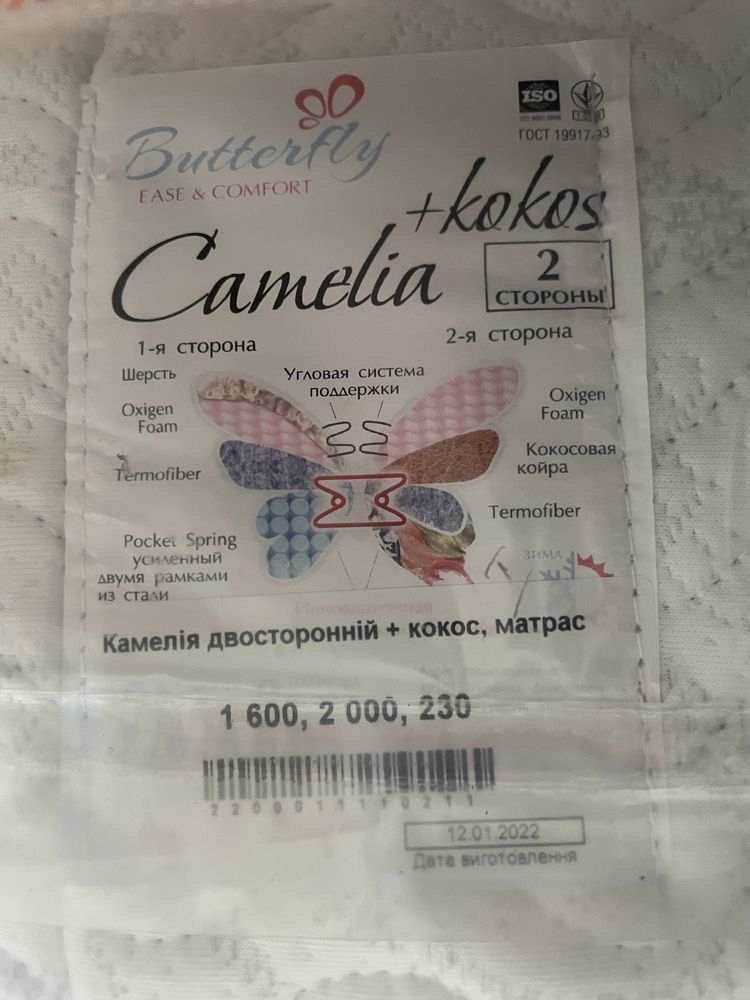 Butterfly
EASE & COMFORT
ISO
ГОСТ 19917-93
+kokos
Camelia
2
СТОРОНЫ
1-я сторона
2-я сторона
Шерсть
Oxigen
Foam
Termofiber
Pocket Spring
усиленный
двумя рамками
из стали
Угловая система
поддержки
Oxigen
Foam
Кокосовая
койра
Termofiber
ЗИМА
Инновационная
Камелія двосторонній + кокос, матрас
1 600, 2 000, 230
2200011110211
12.01.2022
Дата виготовлення